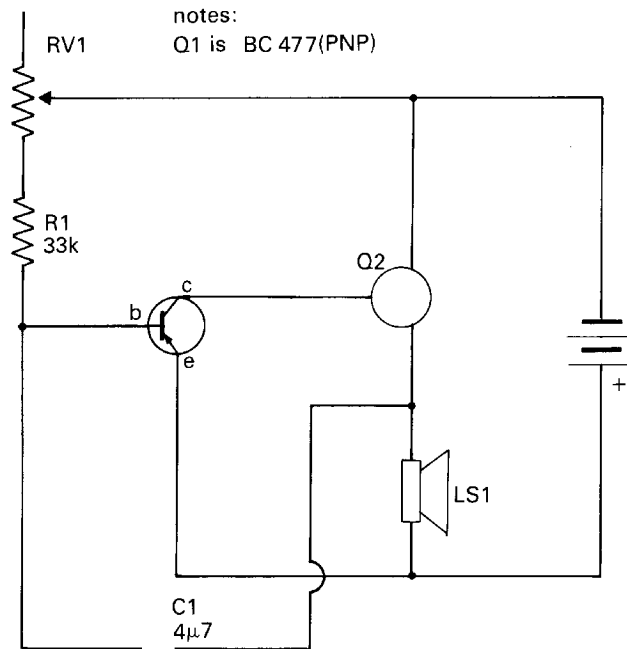 notes:
RV1
Q1 is BC 477(PNP)
R1
33k
Q2
c
b
e
+
LS1
C1
4µ7